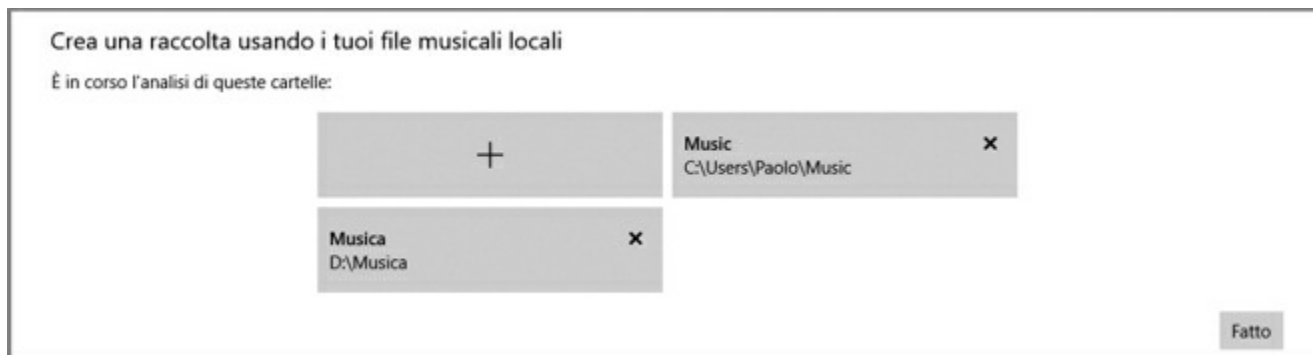 Crea una raccolta usando i tuoi file musicali locali
È in corso l'analisi di queste cartelle:
Music
C:\Users\Paolo\Music
Musica
D:\Musica
Fatto